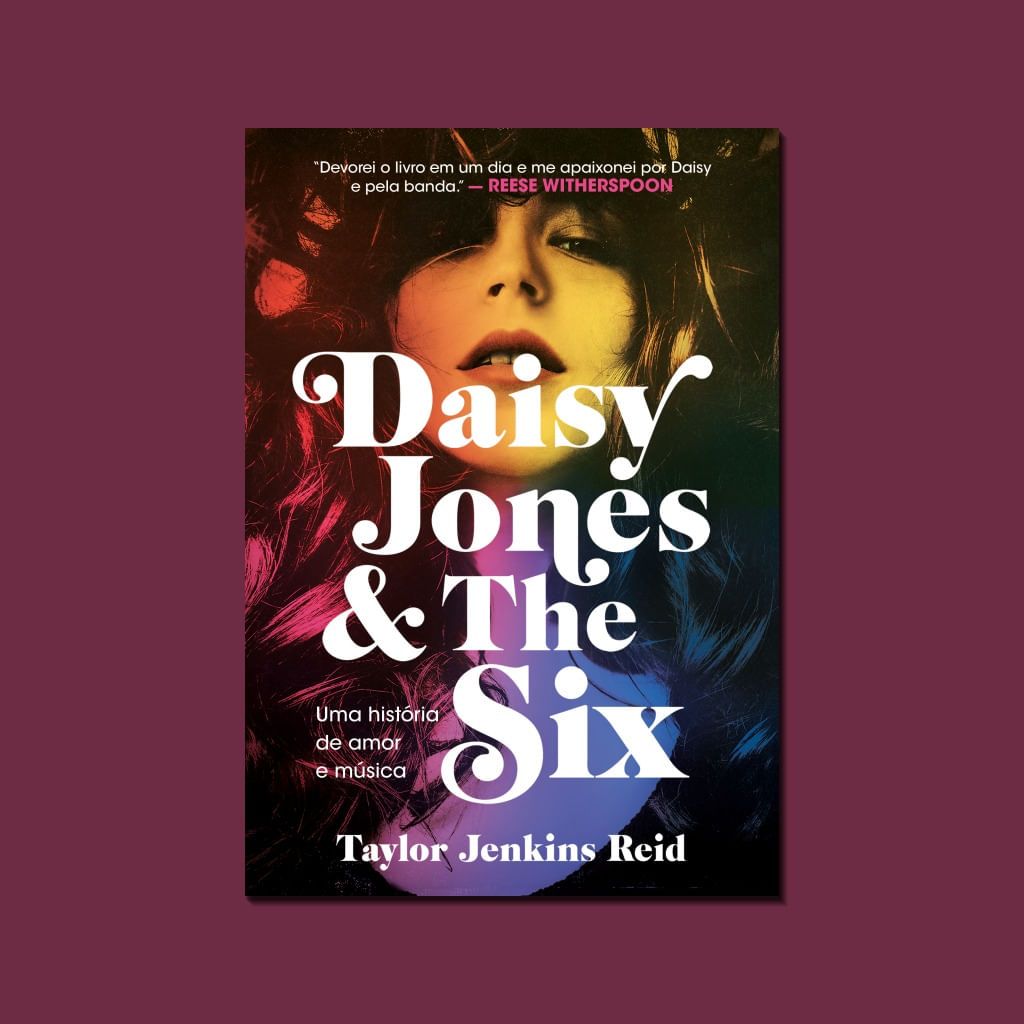 “Devorei o livro em um dia e me apaixonei por Daisy
e pela banda.” — REESE WITHERSPOON
Daisy
Jones
& The
Six
Uma história
de amor
e música
Taylor Jenkins Reid